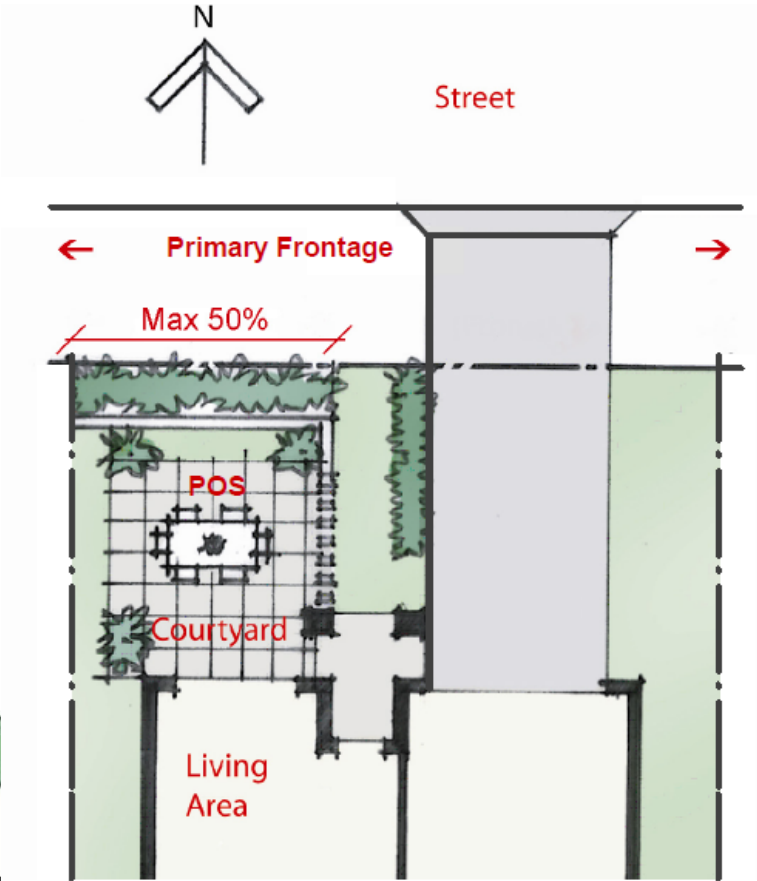 N
Street
← Primary Frontage →
Max 50%
POS
Courtyard
Living
Area